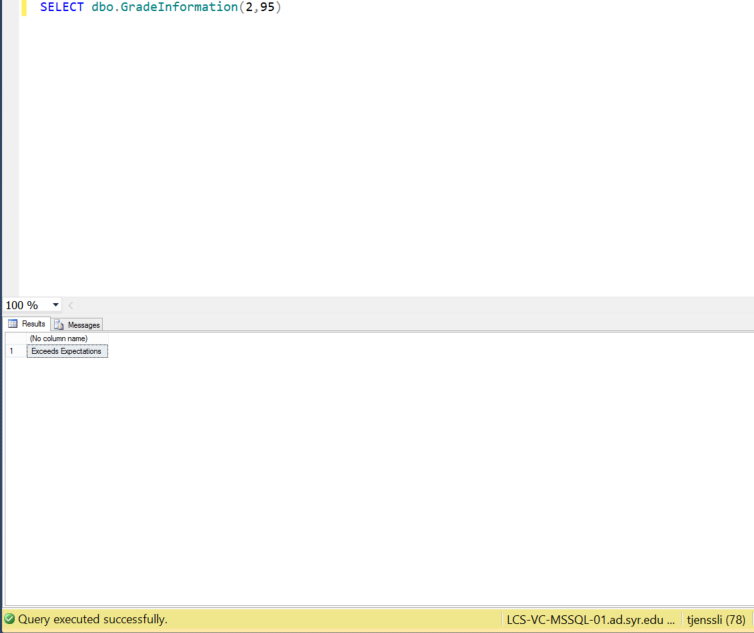 SELECT dbo.GradeInformation(2,95)
100 %
Results Messages
(No column name)
1 Exceeds Expectations
Query executed successfully. LCS-VC-MSSQL-01.ad.syr.edu ... tjenssli (78)